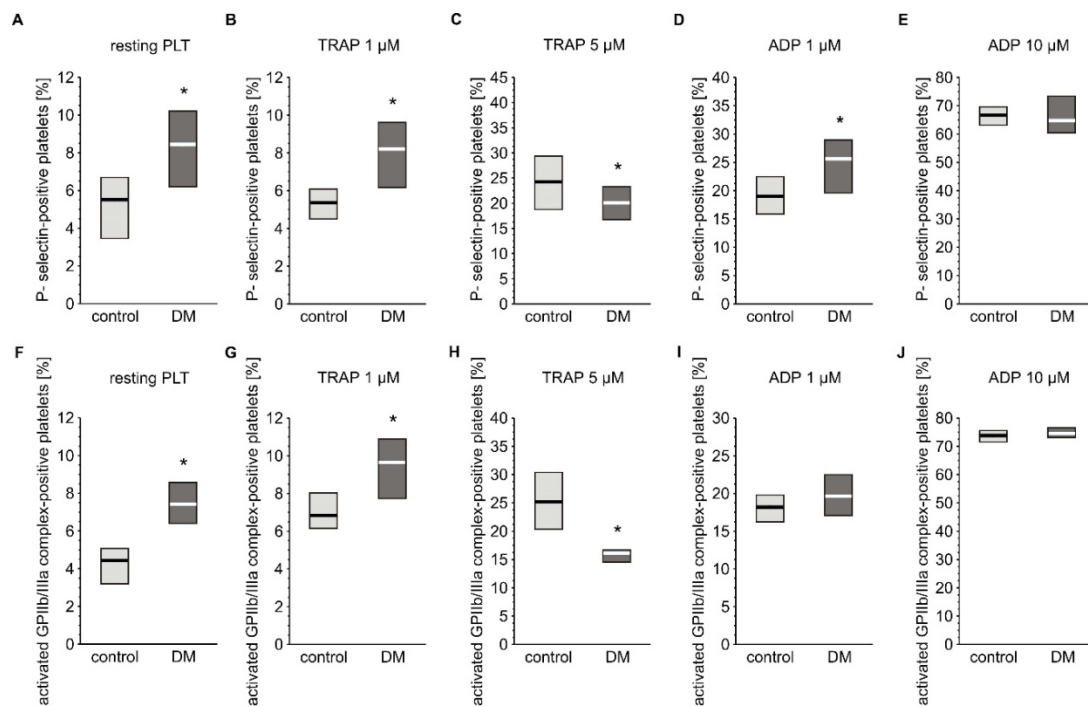 A
resting PLT
P- selectin-positive platelets [%]
12
10
8
6
4
2
0
*
control
DM
B
TRAP 1 µM
P- selectin-positive platelets [%]
12
10
8
6
4
2
0
*
control
DM
C
TRAP 5 µM
P- selectin-positive platelets [%]
45
40
35
30
25
20
15
10
5
0
*
control
DM
D
ADP 1 µM
P- selectin-positive platelets [%]
40
35
30
25
20
15
10
5
0
*
control
DM
E
ADP 10 µM
P- selectin-positive platelets [%]
80
70
60
50
40
30
20
10
0
control
DM
F
resting PLT
activated GPIIb/IIIa complex-positive platelets [%]
12
10
8
6
4
2
0
*
control
DM
G
TRAP 1 µM
activated GPIIb/IIIa complex-positive platelets [%]
12
10
8
6
4
2
0
*
control
DM
H
TRAP 5 µM
activated GPIIb/IIIa complex-positive platelets [%]
40
35
30
25
20
15
10
5
0
*
control
DM
I
ADP 1 µM
activated GPIIb/IIIa complex-positive platelets [%]
30
25
20
15
10
5
0
control
DM
J
ADP 10 µM
activated GPIIb/IIIa complex-positive platelets [%]
80
70
60
50
40
30
20
10
0
control
DM